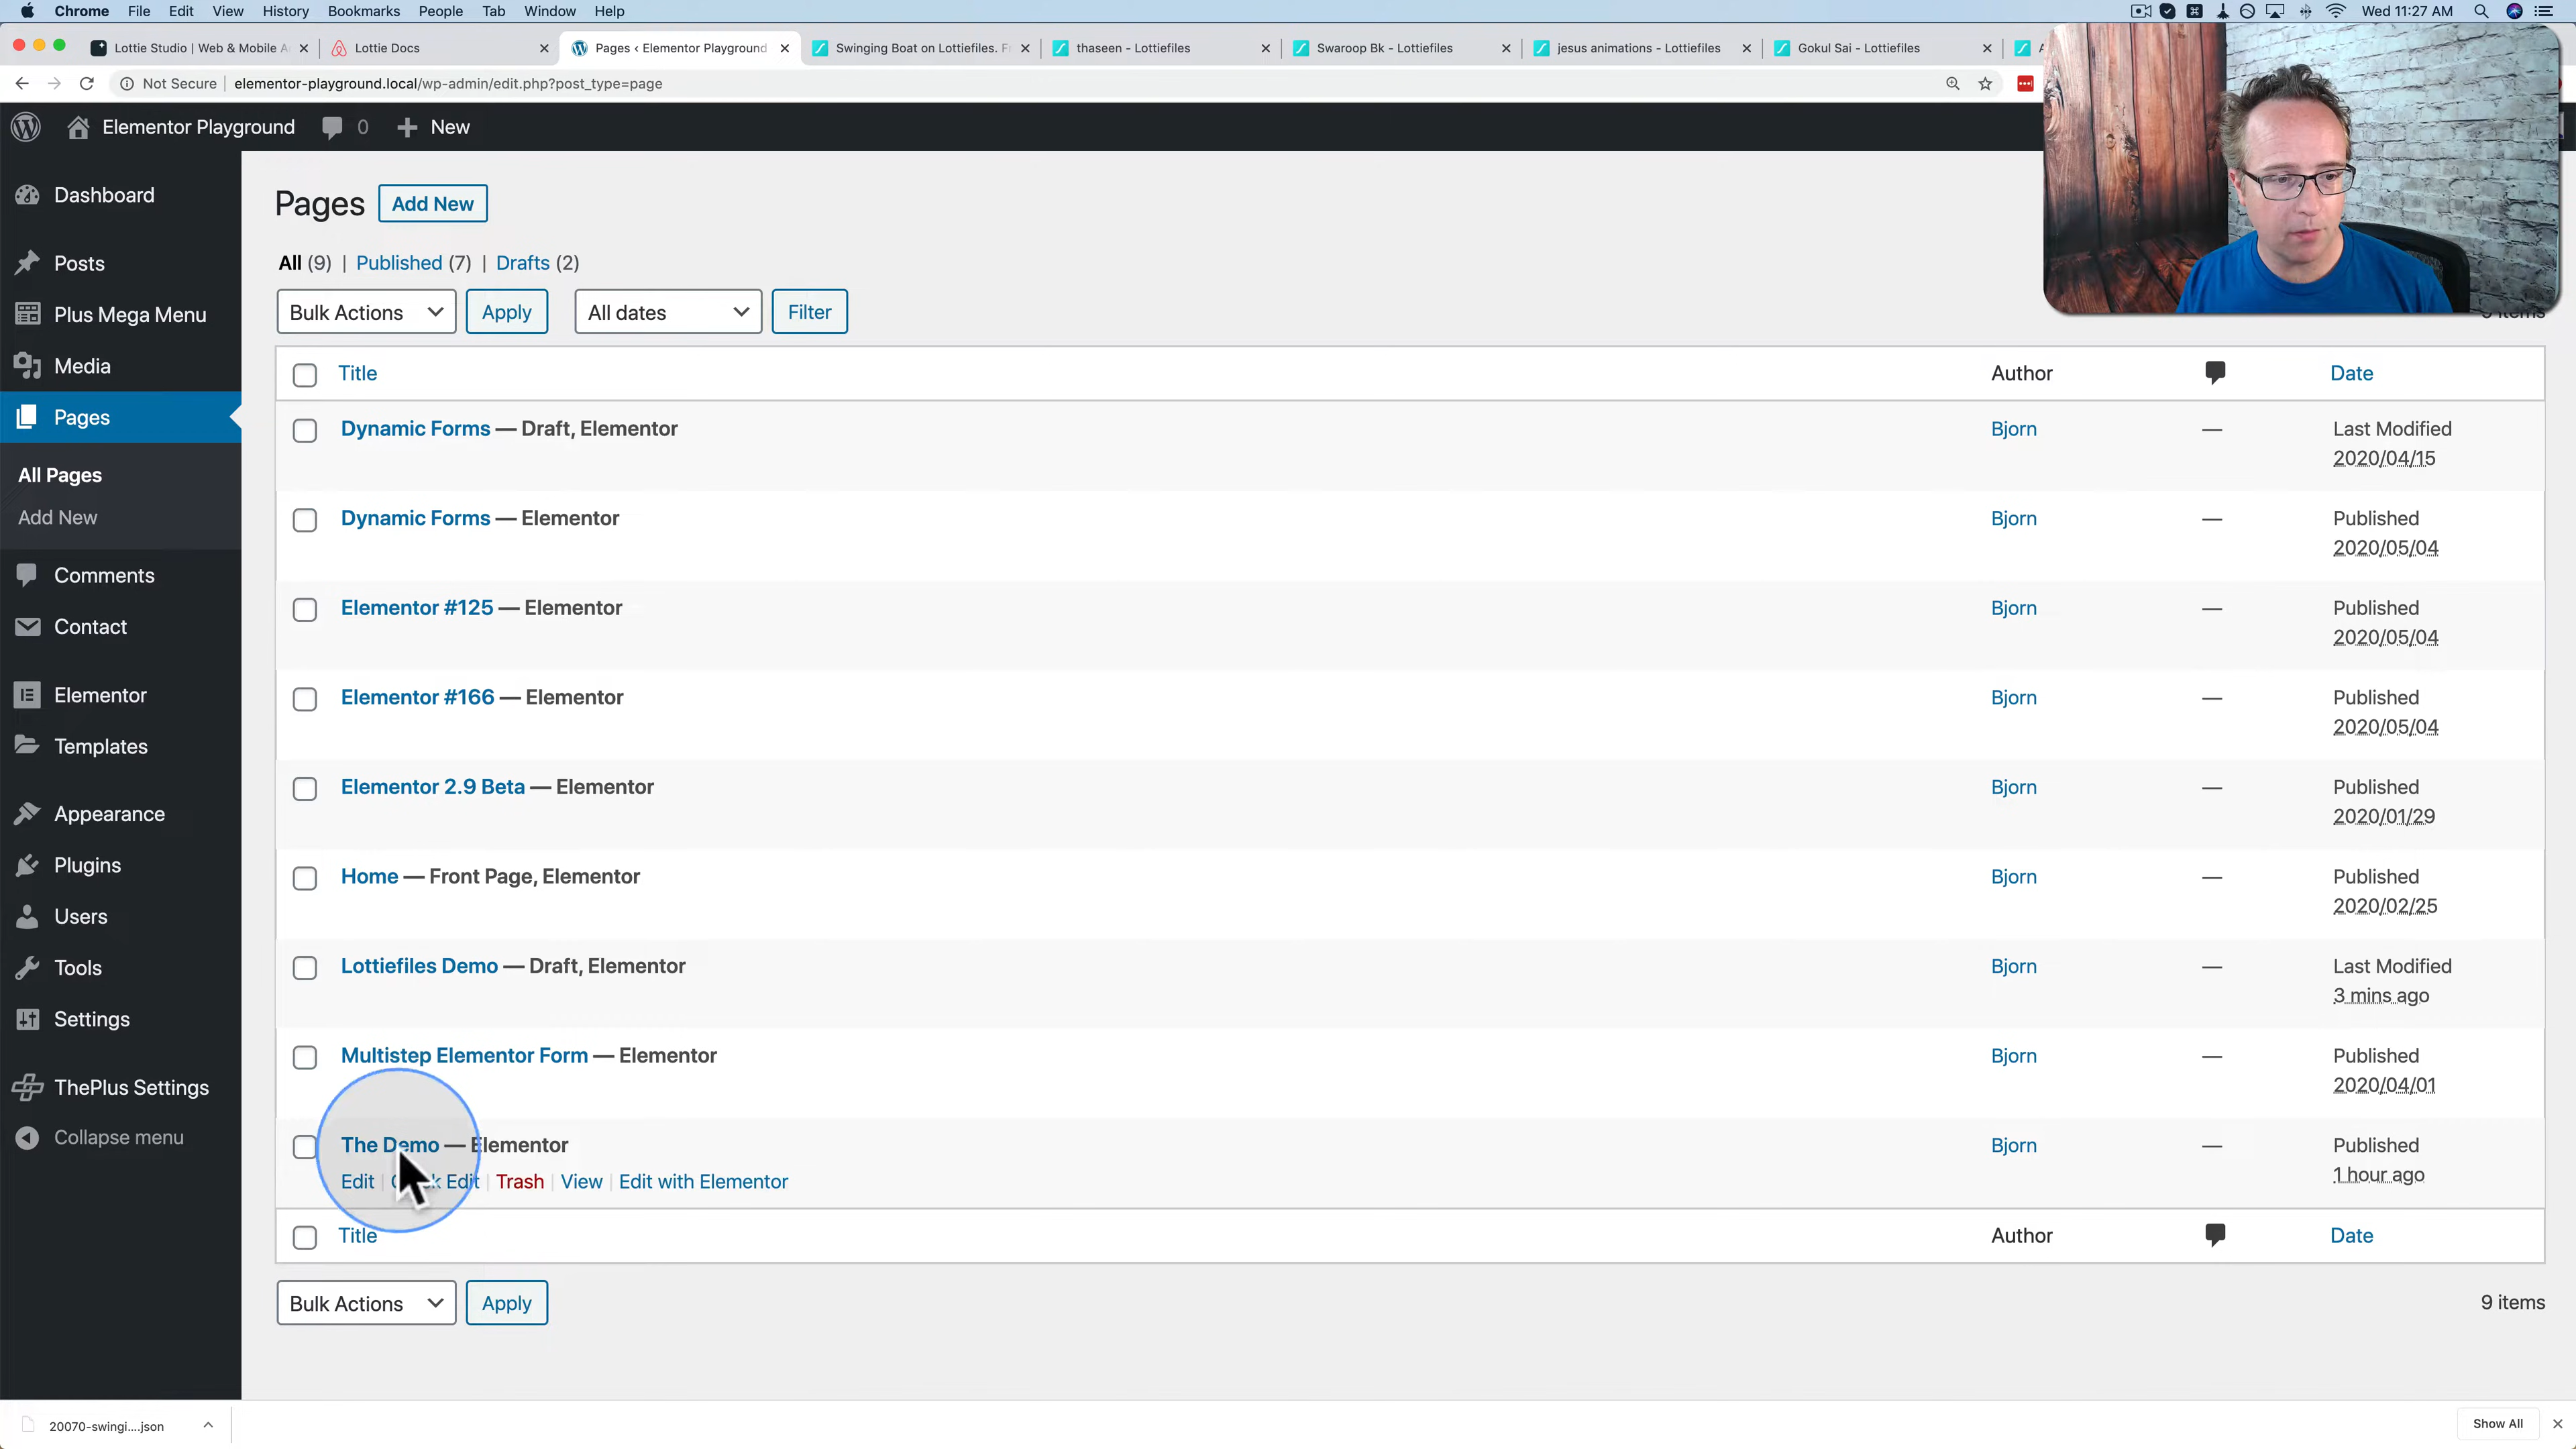 Chrome File Edit View History Bookmarks People Tab Window Help Wed 11:27 AM
Lottie Studio | Web & Mobile A Lottie Docs Pages ‹ Elementor Playground Swinging Boat on Lottiefiles. F thaseen - Lottiefiles Swaroop Bk - Lottiefiles jesus animations - Lottiefiles Gokul Sai - Lottiefiles
Not Secure elementor-playground.local/wp-admin/edit.php?post_type=page
Elementor Playground 0 New
Dashboard
Posts
Plus Mega Menu
Media
Pages
All Pages
Add New
Comments
Contact
Elementor
Templates
Appearance
Plugins
Users
Tools
Settings
ThePlus Settings
Collapse menu
Pages Add New
All (9) | Published (7) | Drafts (2)
Bulk Actions Apply All dates Filter
items
Title Author Date
Dynamic Forms — Draft, Elementor Bjorn — Last Modified
2020/04/15
Dynamic Forms — Elementor Bjorn — Published
2020/05/04
Elementor #125 — Elementor Bjorn — Published
2020/05/04
Elementor #166 — Elementor Bjorn — Published
2020/05/04
Elementor 2.9 Beta — Elementor Bjorn — Published
2020/01/29
Home — Front Page, Elementor Bjorn — Published
2020/02/25
Lottiefiles Demo — Draft, Elementor Bjorn — Last Modified
3 mins ago
Multistep Elementor Form — Elementor Bjorn — Published
2020/04/01
The Demo — Elementor Bjorn — Published
Edit | Edit | Trash | View | Edit with Elementor 1 hour ago
Title Author Date
Bulk Actions Apply 9 items
20070-swingi....json Show All